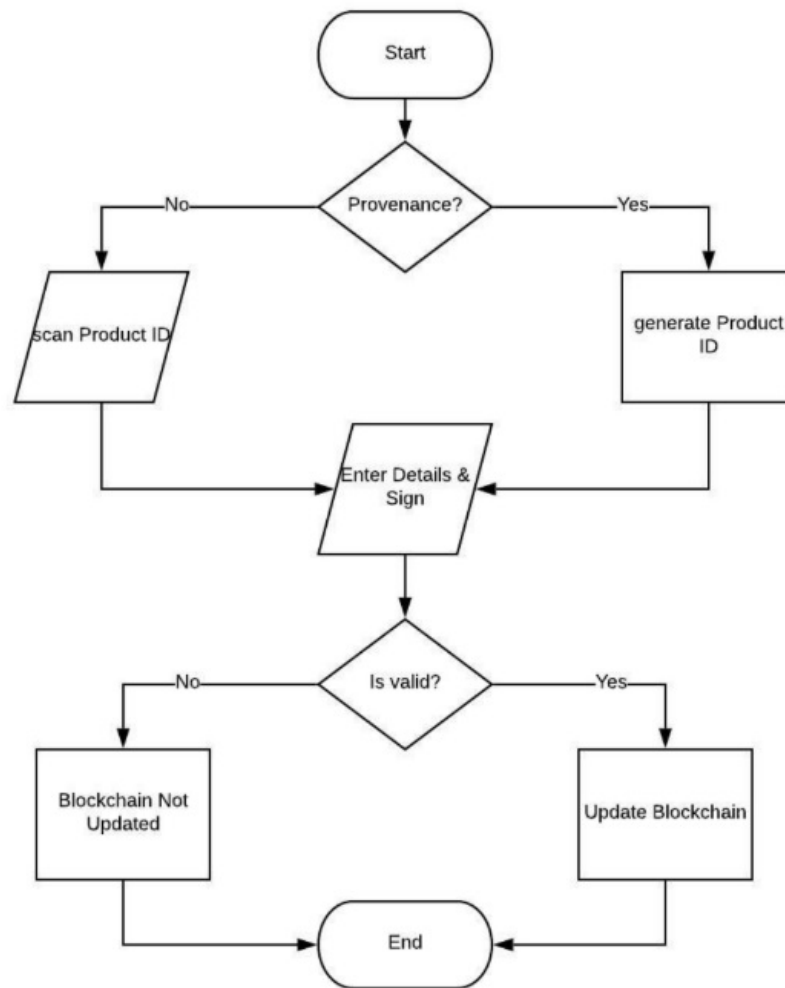 Start
Provenance?
No
Yes
scan Product ID
generate Product
ID
Enter Details &
Sign
Is valid?
No
Yes
Blockchain Not
Updated
Update Blockchain
End